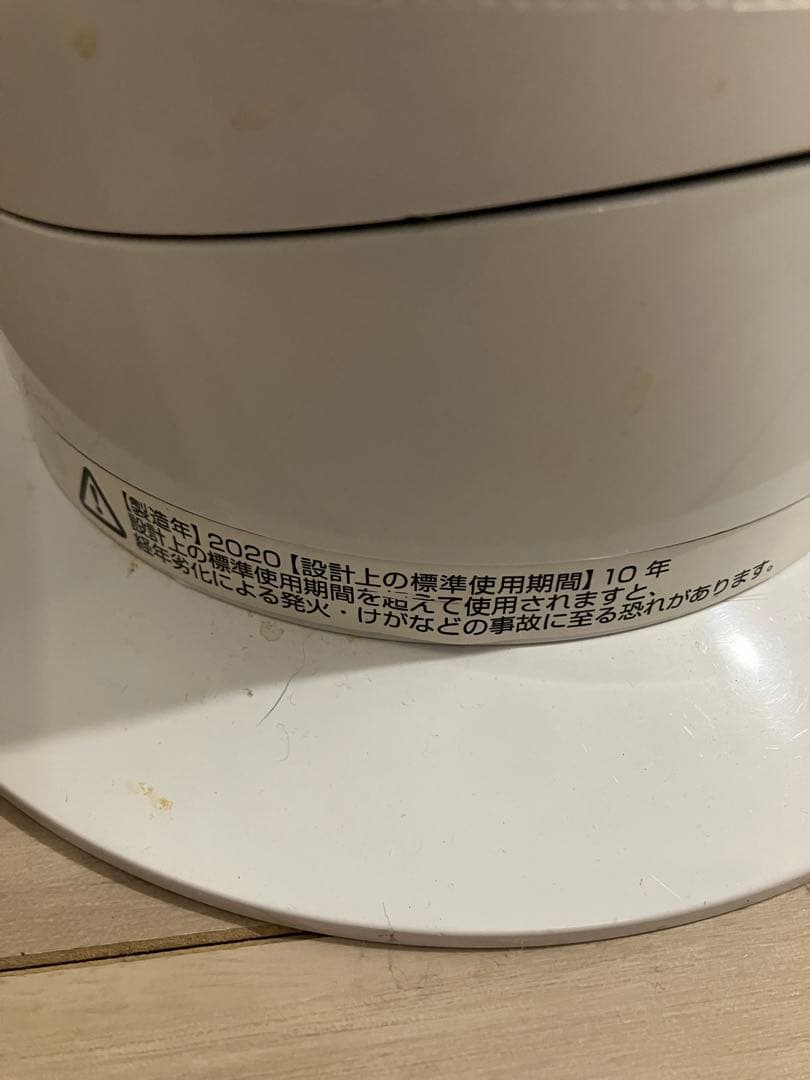 【製造年】2020【設計上の標準使用期間】10 年
設計上の標準使用期間を超えて使用されますと、
経年劣化による発火・けがなどの事故に至る恐れがあります。